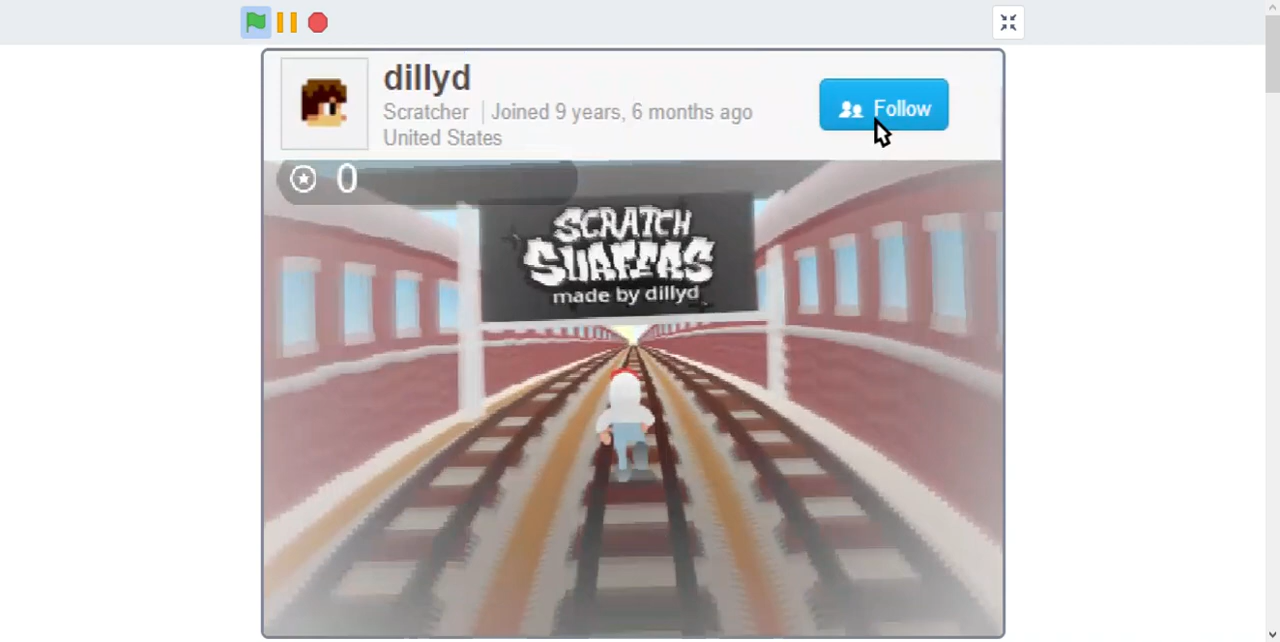 dillyd
Scratcher | Joined 9 years, 6 months ago
United States
Follow
0
SCRATCH
SURFERS
made by dillyd